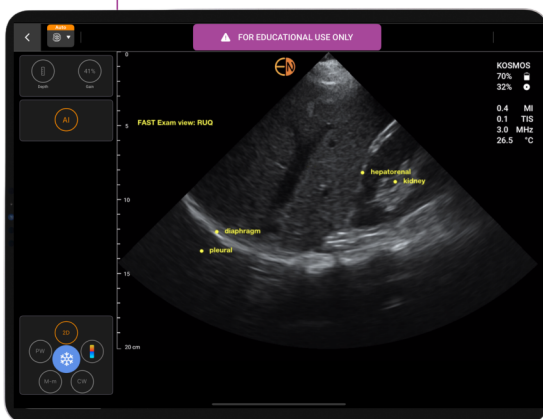 Auto
FOR EDUCATIONAL USE ONLY
Depth
41%
Gain
AI
FAST Exam view: RUQ
0
5
10
15
20 cm
hepatorenal
kidney
diaphragm
pleural
KOSMOS
70%
32%
0.4 MI
0.1 TIS
3.0 MHz
26.5 °C
2D
PW
M-m
CW